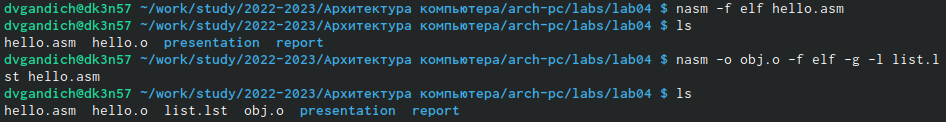 dvgandich@dk3n57 ~/work/study/2022-2023/Архитектура компьютера/arch-pc/labs/lab04 $ nasm -f elf hello.asm
dvgandich@dk3n57 ~/work/study/2022-2023/Архитектура компьютера/arch-pc/labs/lab04 $ ls
hello.asm  hello.o  presentation  report
dvgandich@dk3n57 ~/work/study/2022-2023/Архитектура компьютера/arch-pc/labs/lab04 $ nasm -o obj.o -f elf -g -l list.l
st hello.asm
dvgandich@dk3n57 ~/work/study/2022-2023/Архитектура компьютера/arch-pc/labs/lab04 $ ls
hello.asm  hello.o  list.lst  obj.o  presentation  report